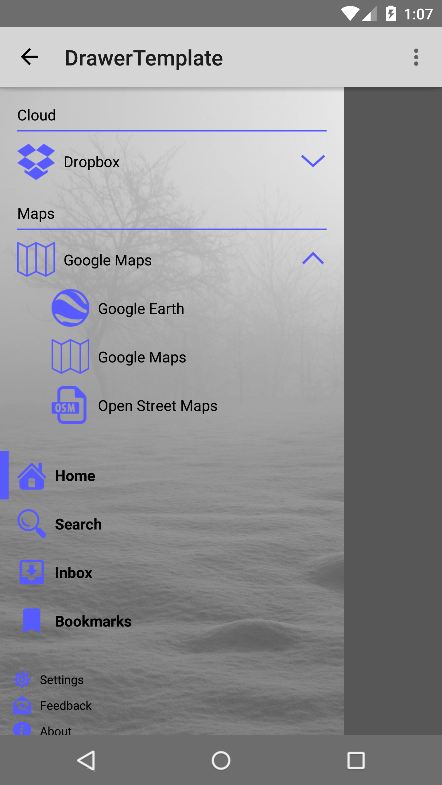 1:07
DrawerTemplate
Cloud
Dropbox
Maps
Google Maps
Google Earth
Google Maps
OSM
Open Street Maps
Home
Search
Inbox
Bookmarks
Settings
Feedback
About